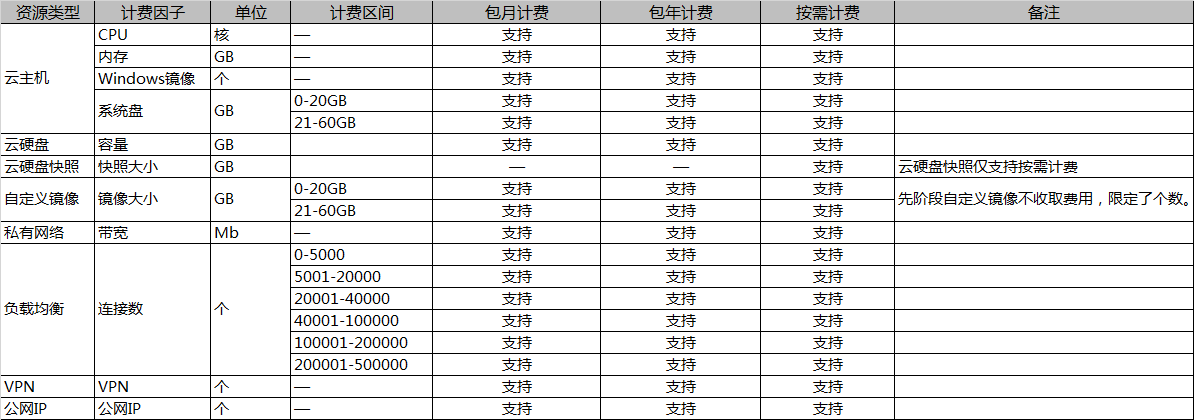 资源类型 计费因子 单位 计费区间 包月计费 包年计费 按需计费 备注
云主机 CPU 核 — 支持 支持 支持
内存 GB — 支持 支持 支持
Windows镜像 个 — 支持 支持 支持
系统盘 GB 0-20GB 支持 支持 支持
21-60GB 支持 支持 支持
云硬盘 容量 GB 支持 支持 支持
云硬盘快照 快照大小 GB — — 支持 云硬盘快照仅支持按需计费
自定义镜像 镜像大小 GB 0-20GB 支持 支持 支持 先阶段自定义镜像不收取费用，限定了个数。
21-60GB 支持 支持 支持
私有网络 带宽 Mb — 支持 支持 支持
负载均衡 连接数 个 0-5000 支持 支持 支持
5001-20000 支持 支持 支持
20001-40000 支持 支持 支持
40001-100000 支持 支持 支持
100001-200000 支持 支持 支持
200001-500000 支持 支持 支持
VPN VPN 个 — 支持 支持 支持
公网IP 公网IP 个 — 支持 支持 支持